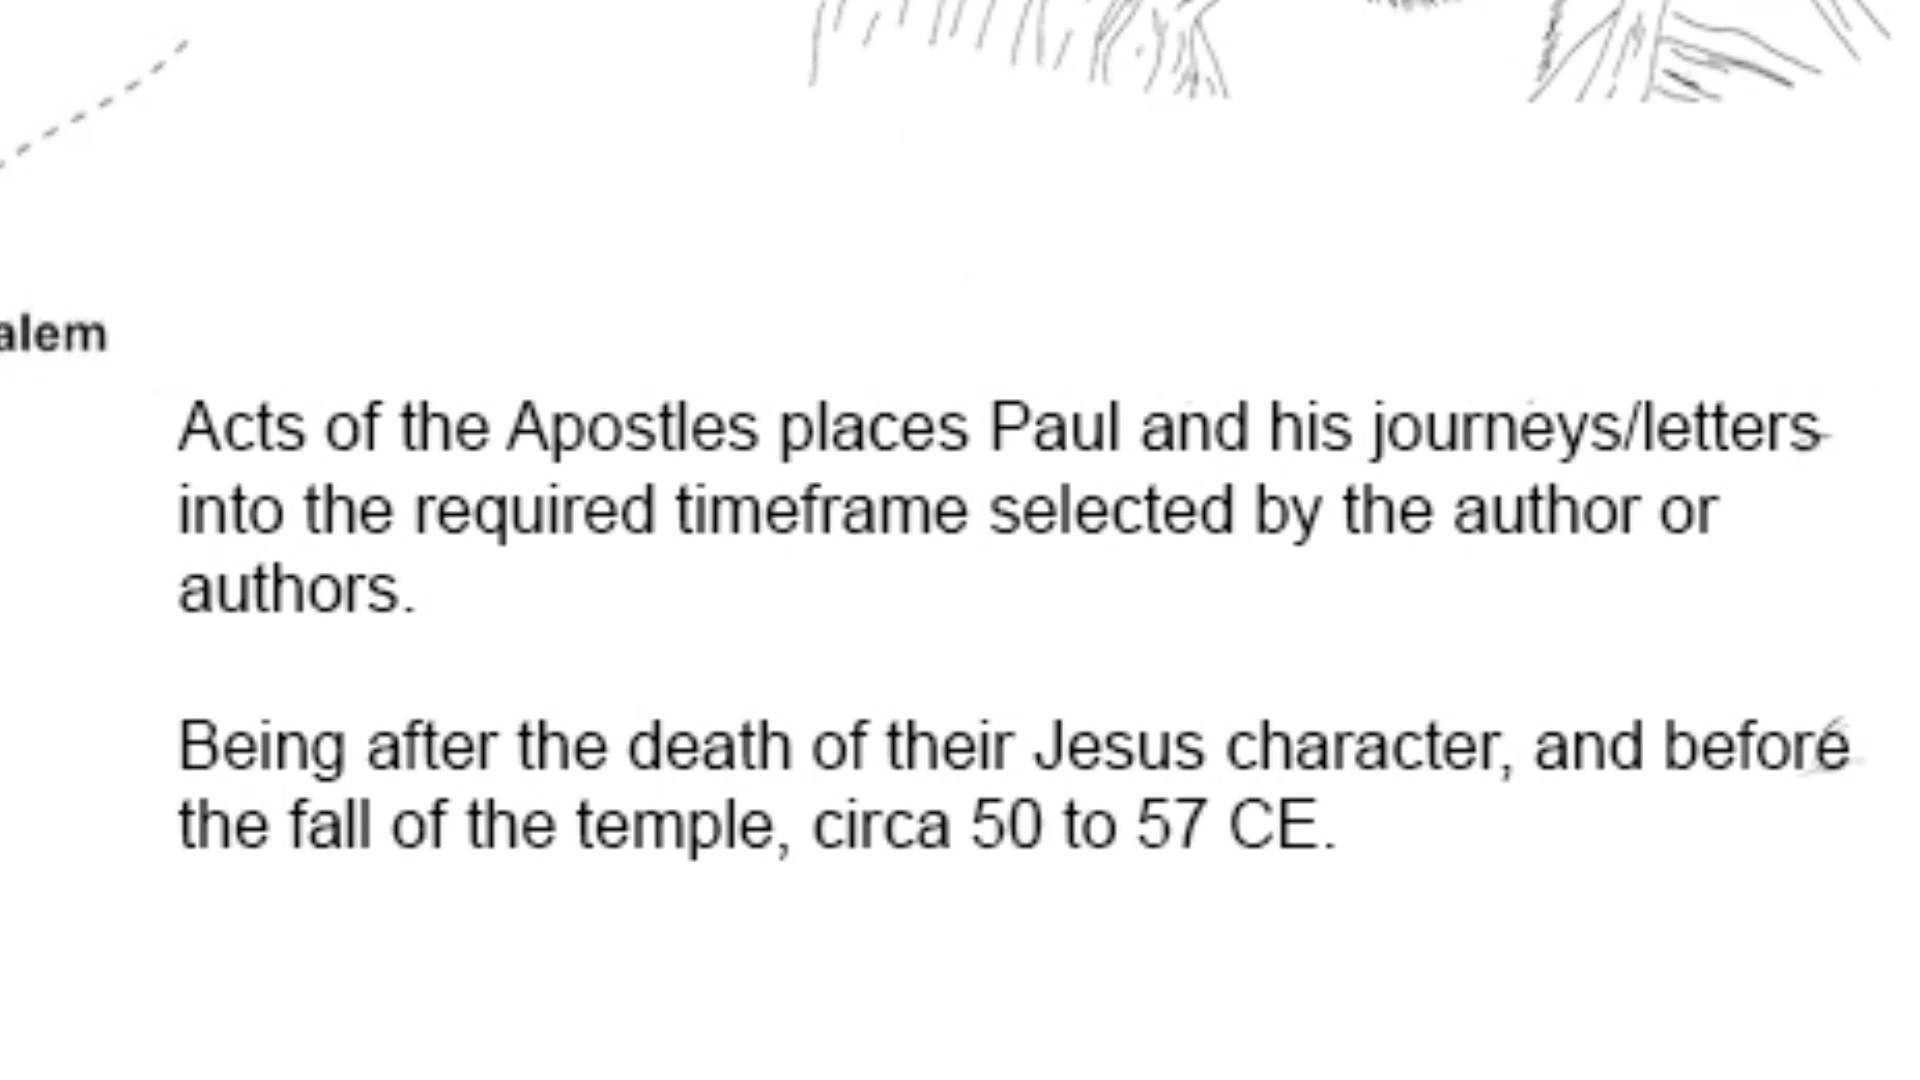 alem
Acts of the Apostles places Paul and his journeys/letters
into the required timeframe selected by the author or
authors.
Being after the death of their Jesus character, and before
the fall of the temple, circa 50 to 57 CE.